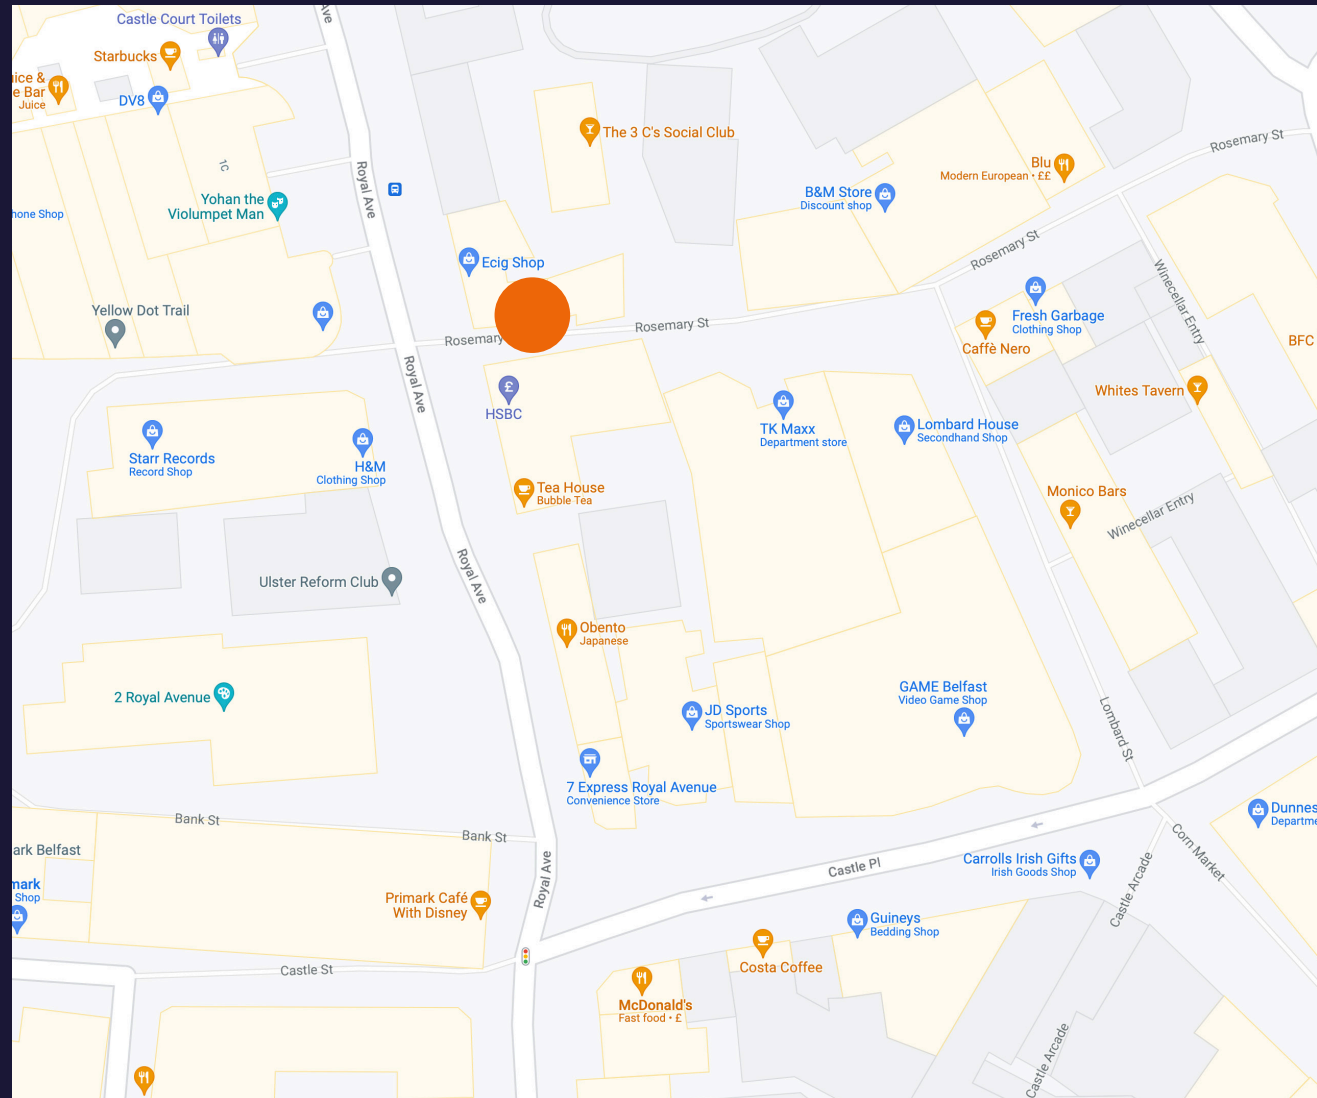 Castle Court Toilets
Starbucks
uice &
e Bar
Juice
DV8
1C
Yohan the
Violumpet Man
hone Shop
Yellow Dot Trail
Ave
Royal Ave
The 3 C's Social Club
B&M Store
Discount shop
Blu
Modern European • ££
Rosemary St
Rosemary St
Ecig Shop
Rosemary
Rosemary St
Royal Ave
Winecellar Entry
Fresh Garbage
Clothing Shop
Caffè Nero
BFC
Whites Tavern
£
HSBC
TK Maxx
Department store
Lombard House
Secondhand Shop
Starr Records
Record Shop
H&M
Clothing Shop
Tea House
Bubble Tea
Monico Bars
Winecellar Entry
Ulster Reform Club
Royal Ave
Obento
Japanese
2 Royal Avenue
JD Sports
Sportswear Shop
GAME Belfast
Video Game Shop
Lombard St
7 Express Royal Avenue
Convenience Store
Bank St
Bank St
Dunnes
Departme
ark Belfast
mark
Shop
Primark Café
With Disney
Royal Ave
Castle Pl
Carrolls Irish Gifts
Irish Goods Shop
Corn Market
Castle Arcade
Guineys
Bedding Shop
Costa Coffee
Castle St
McDonald's
Fast food • £
Castle Arcade